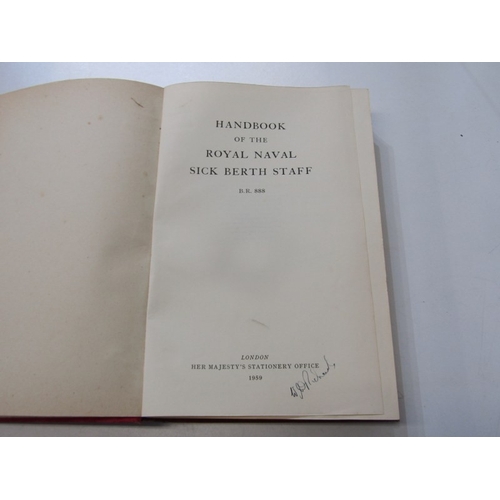 HANDBOOK
OF THE
ROYAL NAVAL
SICK BERTH STAFF
B.R. 888
LONDON
HER MAJESTY'S STATIONERY OFFICE
1959